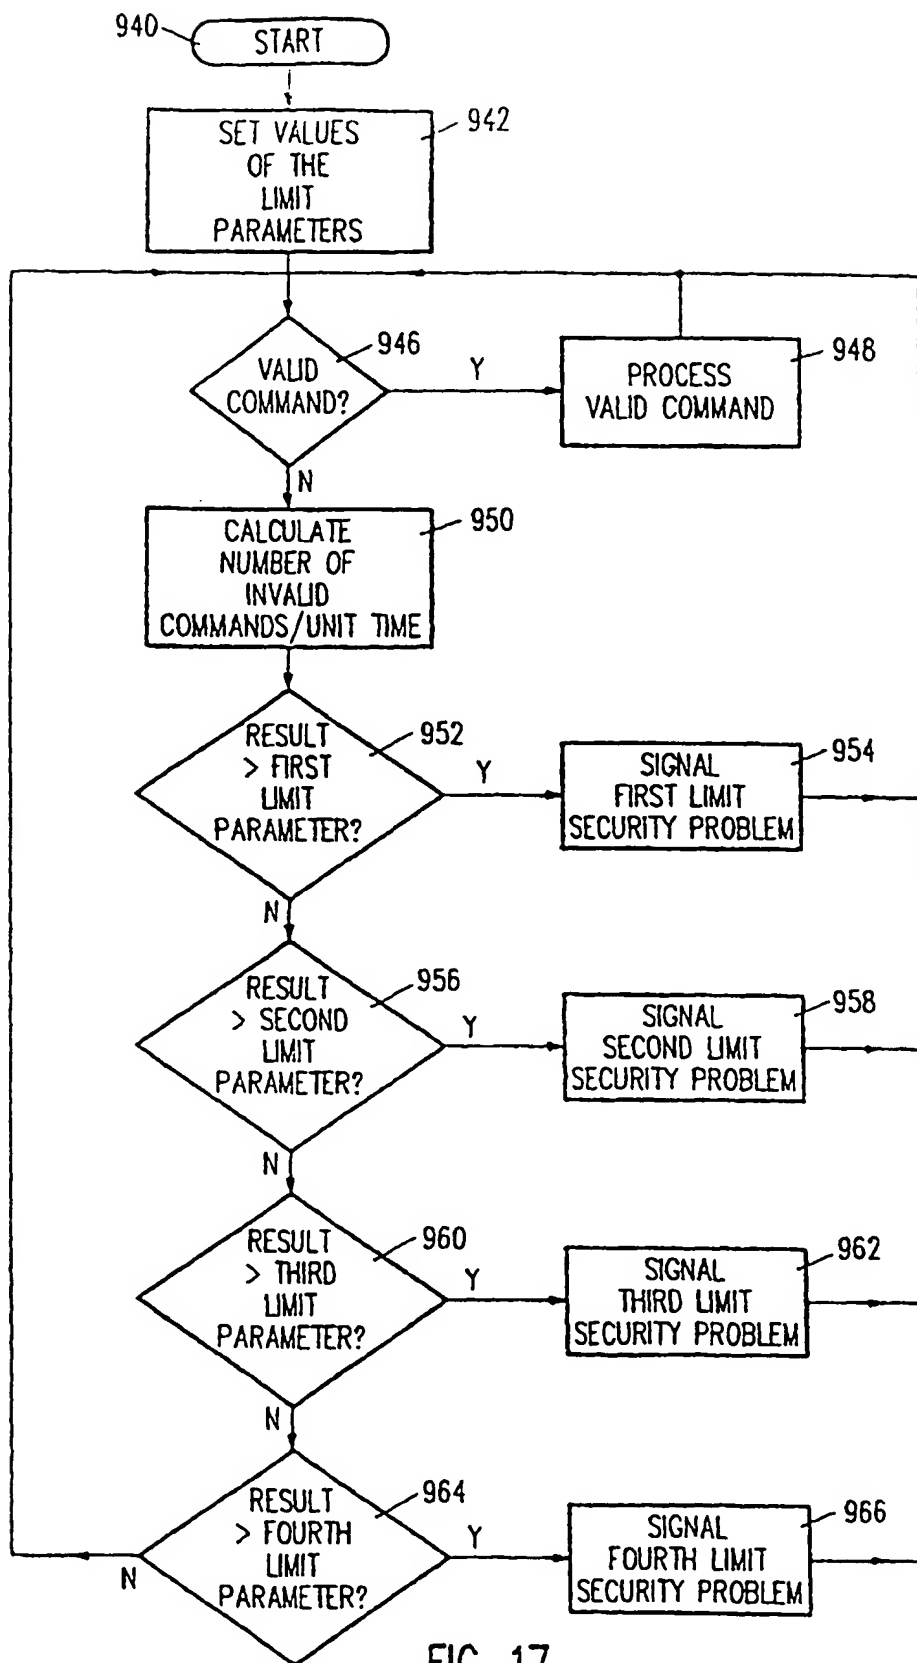 940
START
942
SET VALUES
OF THE
LIMIT
PARAMETERS
946
VALID
COMMAND?
Y
948
PROCESS
VALID COMMAND
N
950
CALCULATE
NUMBER OF
INVALID
COMMANDS/UNIT TIME
952
RESULT
> FIRST
LIMIT
PARAMETER?
Y
954
SIGNAL
FIRST LIMIT
SECURITY PROBLEM
N
956
RESULT
> SECOND
LIMIT
PARAMETER?
Y
958
SIGNAL
SECOND LIMIT
SECURITY PROBLEM
N
960
RESULT
> THIRD
LIMIT
PARAMETER?
Y
962
SIGNAL
THIRD LIMIT
SECURITY PROBLEM
N
964
RESULT
> FOURTH
LIMIT
PARAMETER?
Y
966
SIGNAL
FOURTH LIMIT
SECURITY PROBLEM
N
FIG. 17